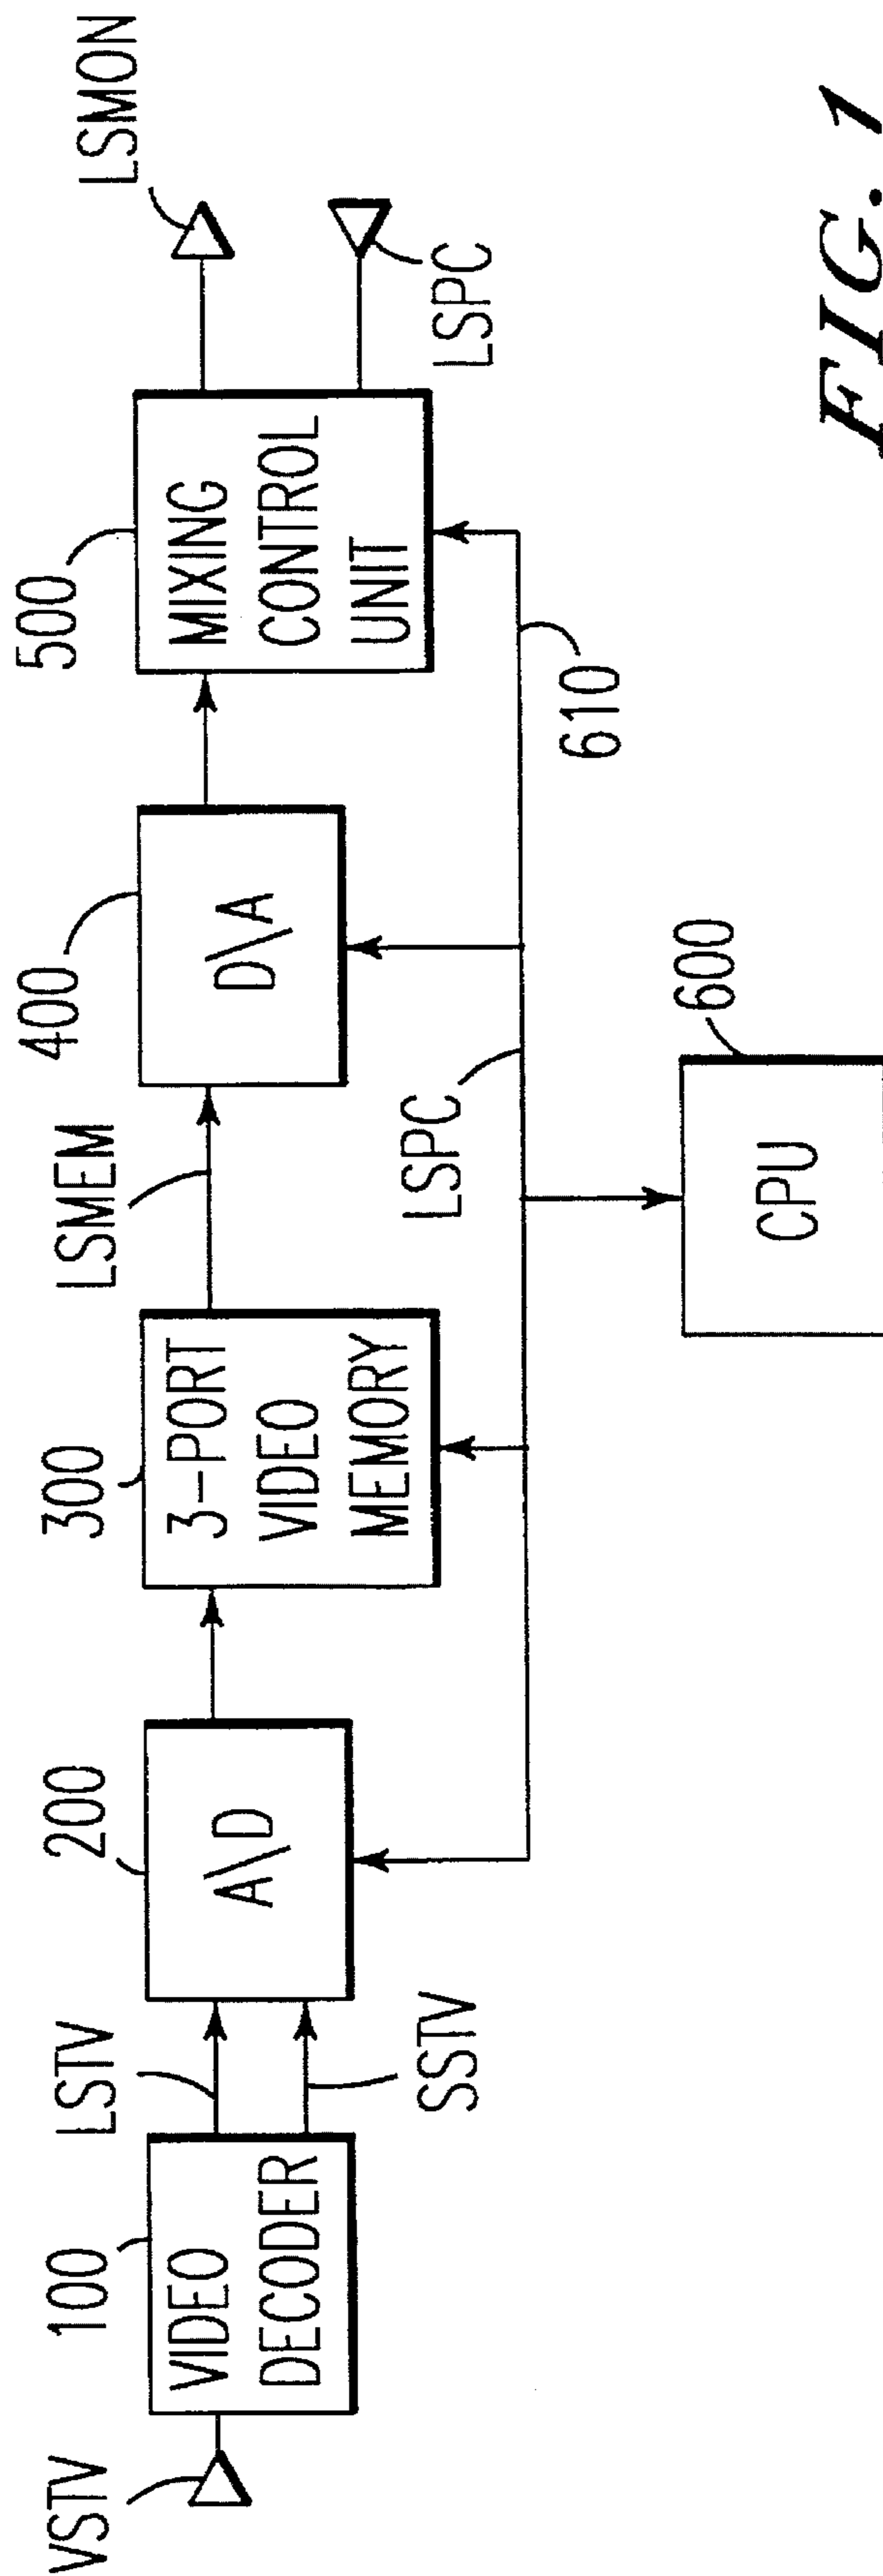 VSTV
100
VIDEO
DECODER
LSTV
SSTV
200
A\D
300
3-PORT
VIDEO
MEMORY
LSMEM
400
D\A
500
MIXING
CONTROL
UNIT
LSMON
LSPC
LSPC
610
CPU
600
FIG. 1